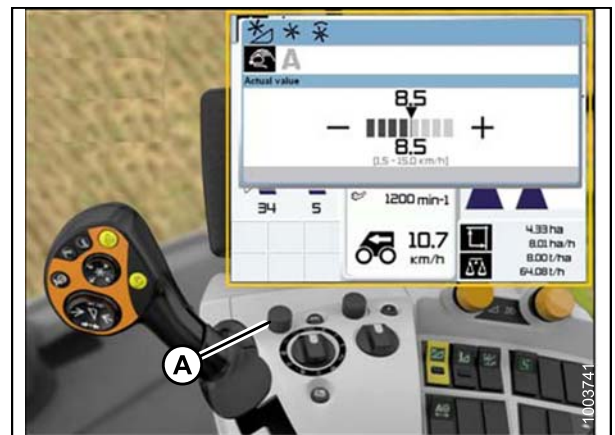 A
Actual value
8.5
− +
8.5
[1.5 - 15.0 km/h]
34
5
1200 min-1
10.7
km/h
4.33 ha
8.01 ha/h
8.00 t/ha
64.08 t/h
A
1003741